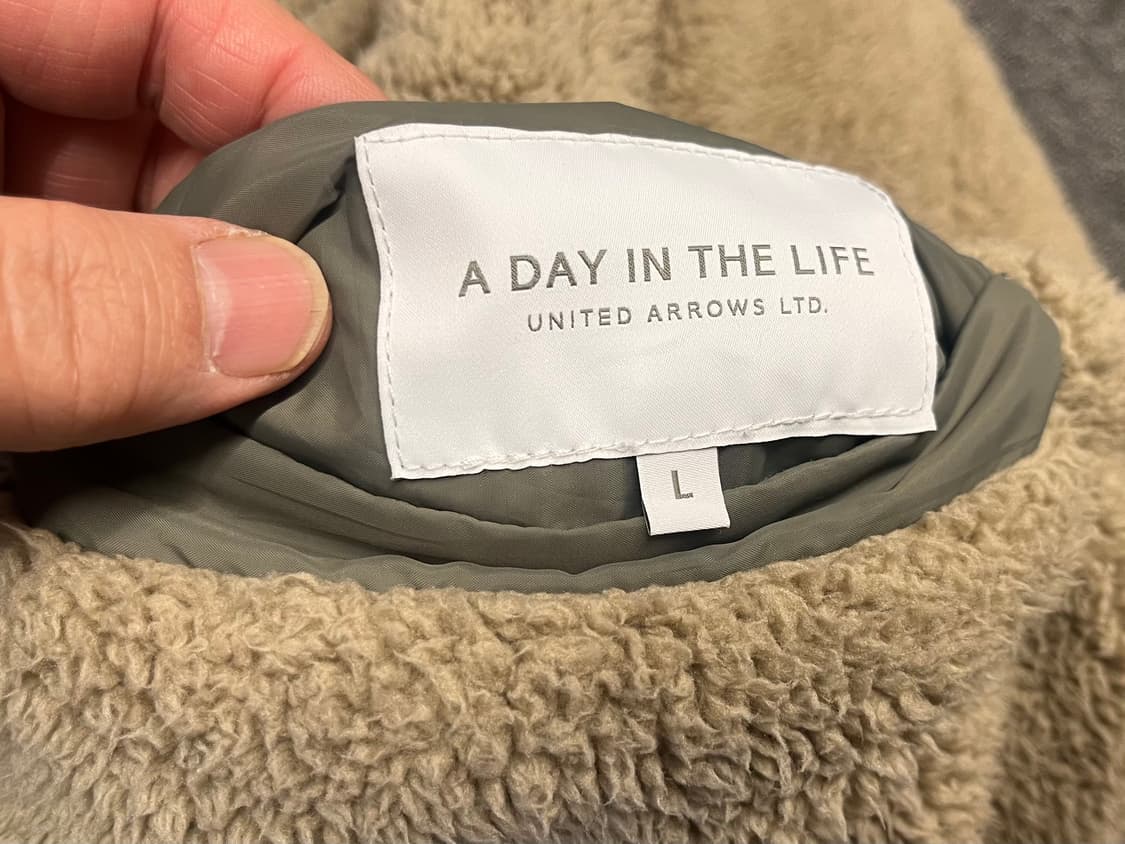 A DAY IN THE LIFE
UNITED ARROWS LTD.
L